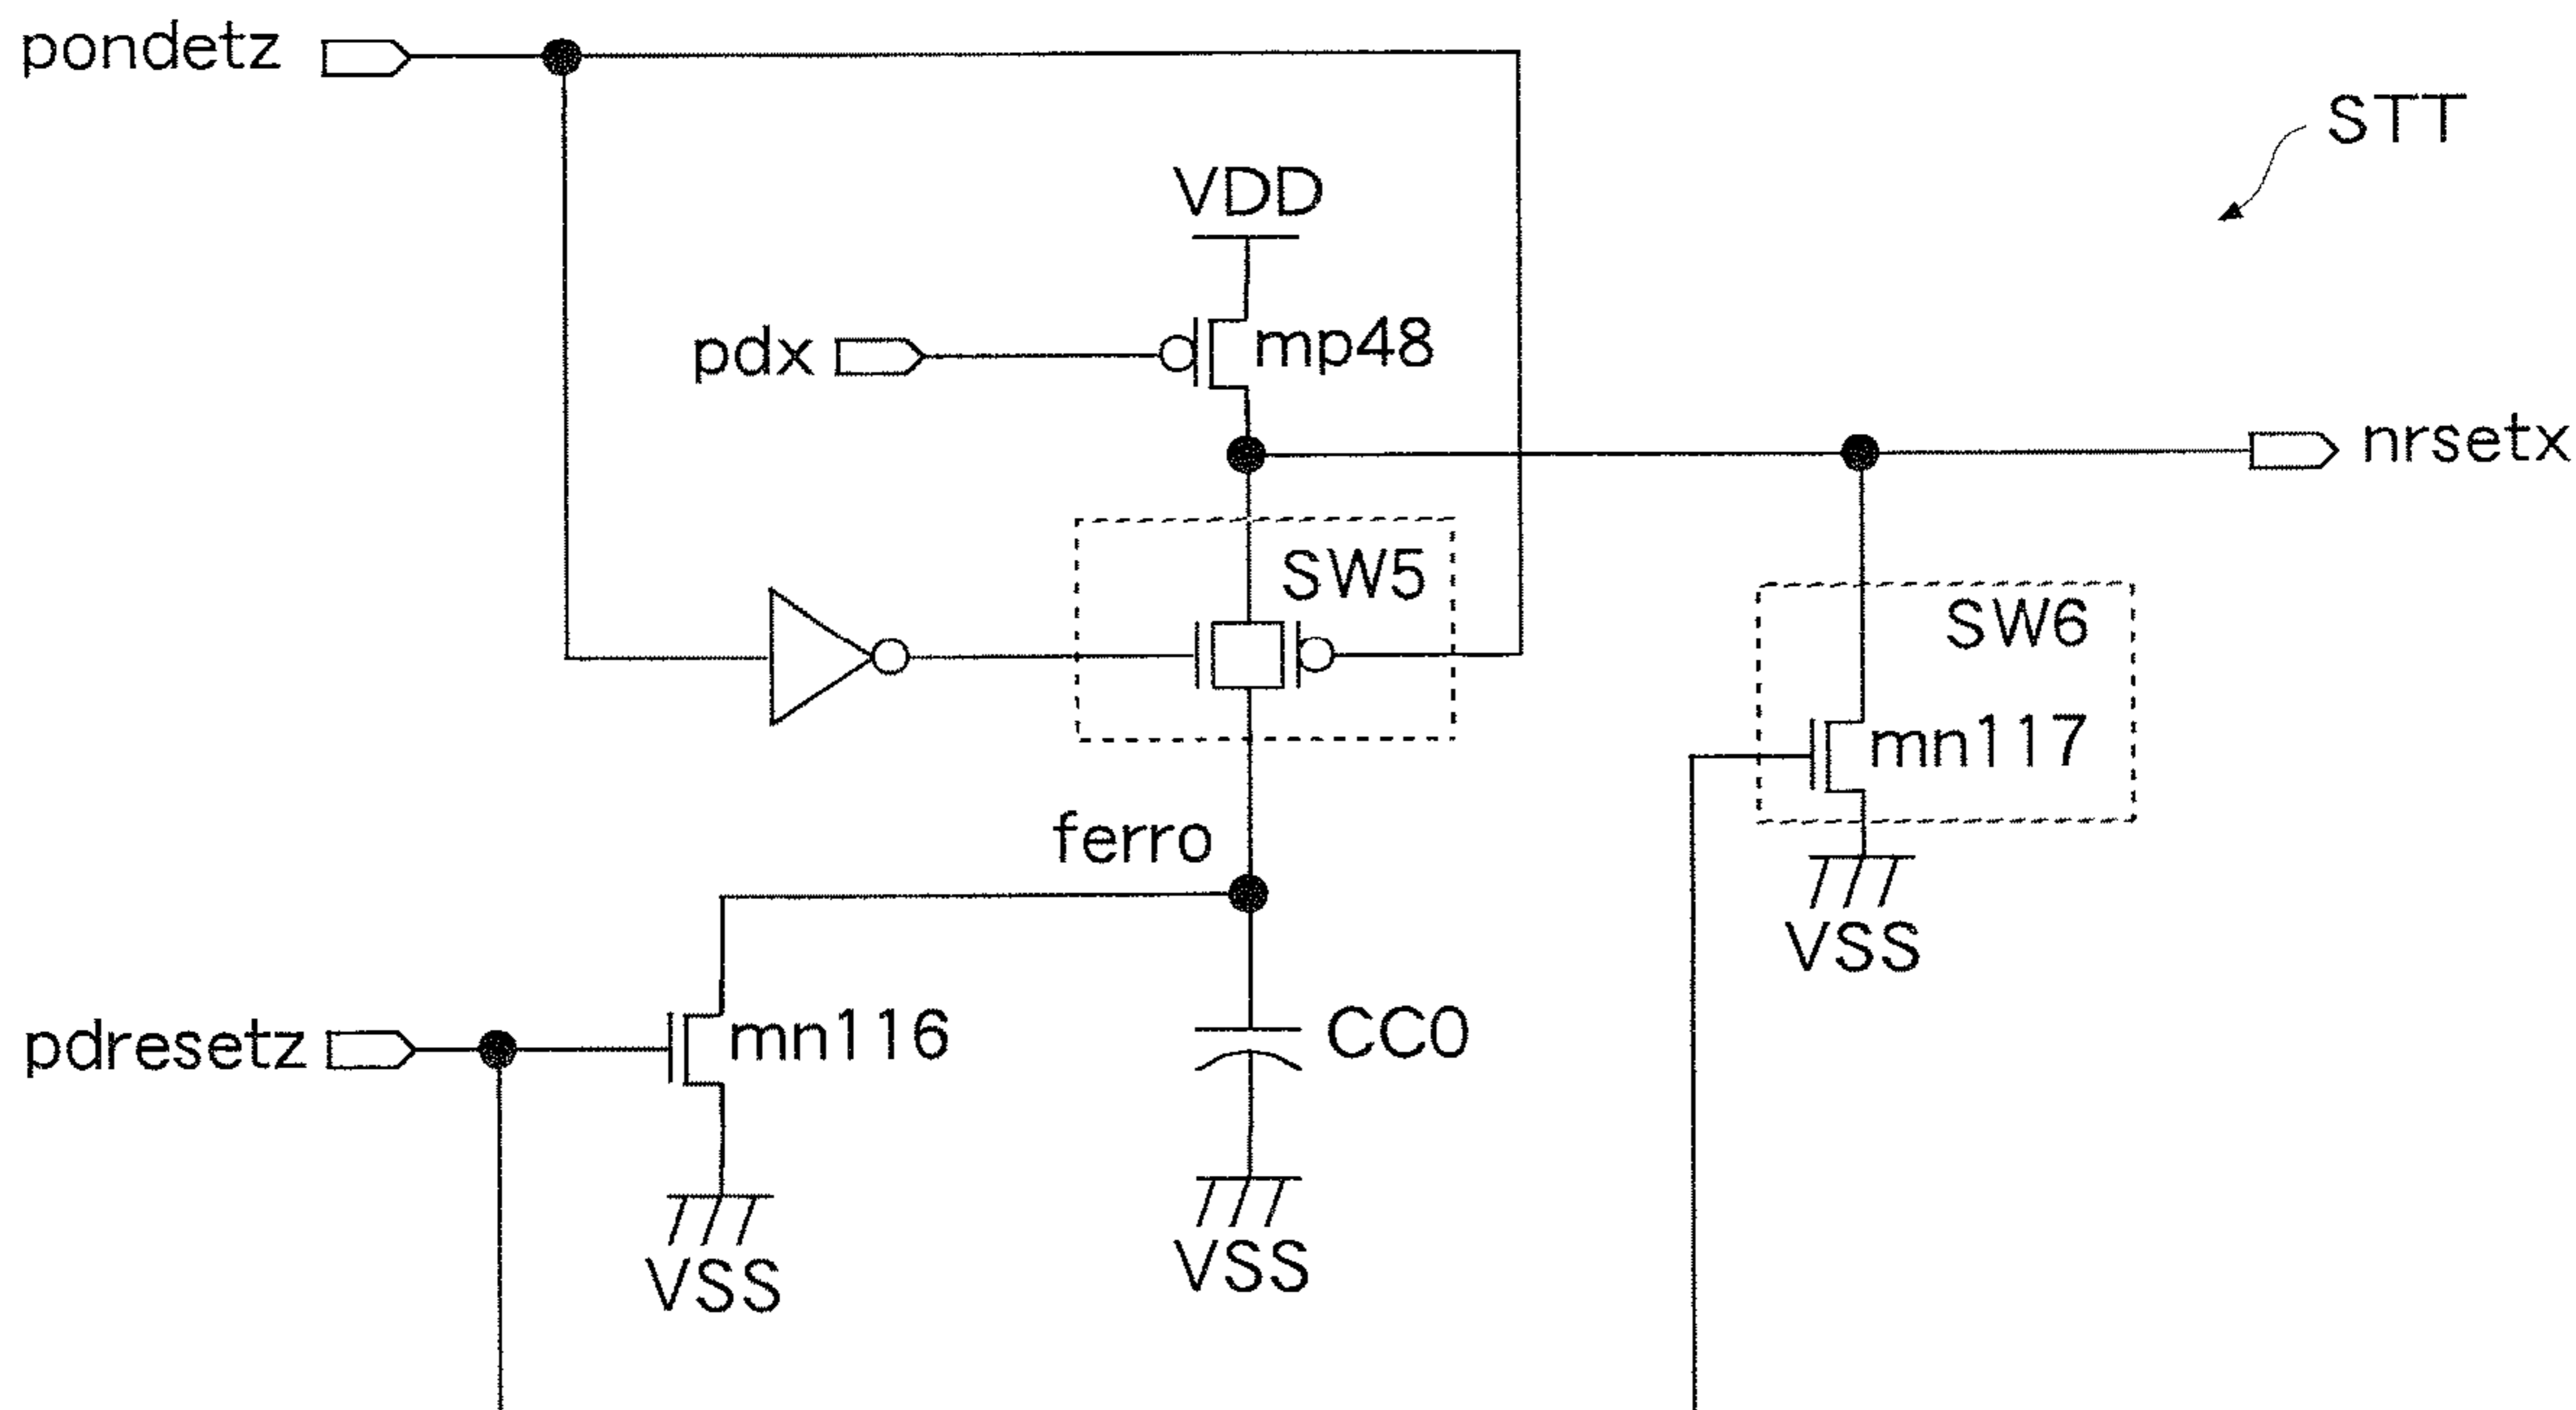 pondetz
STT
VDD
pdx
mp48
nrsetx
SW5
SW6
mn117
ferro
VSS
pdresetz
mn116
CC0
VSS
VSS